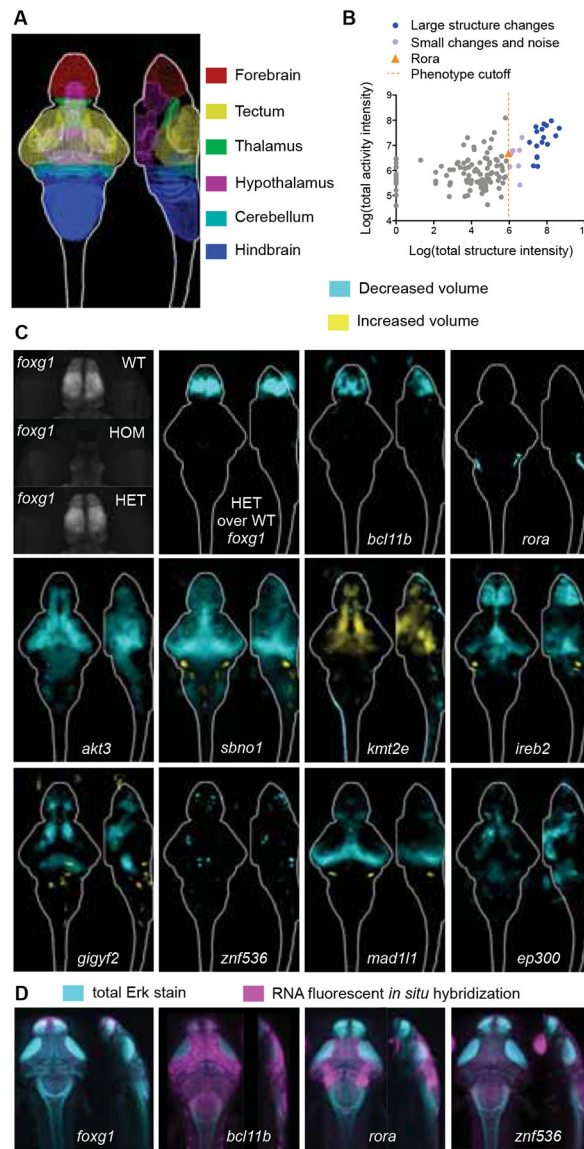 A
Forebrain
Tectum
Thalamus
Hypothalamus
Cerebellum
Hindbrain
B
Large structure changes
Small changes and noise
Rora
Phenotype cutoff
Log(total activity intensity)
9
8
7
6
5
4
0 2 4 6 8 10
Log(total structure intensity)
Decreased volume
Increased volume
C
foxg1 WT
foxg1 HOM
foxg1 HET
HET
over WT
foxg1
bcl11b
rora
akt3
sbno1
kmt2e
ireb2
gigyf2
znf536
mad1l1
ep300
D
total Erk stain
RNA fluorescent in situ hybridization
foxg1
bcl11b
rora
znf536